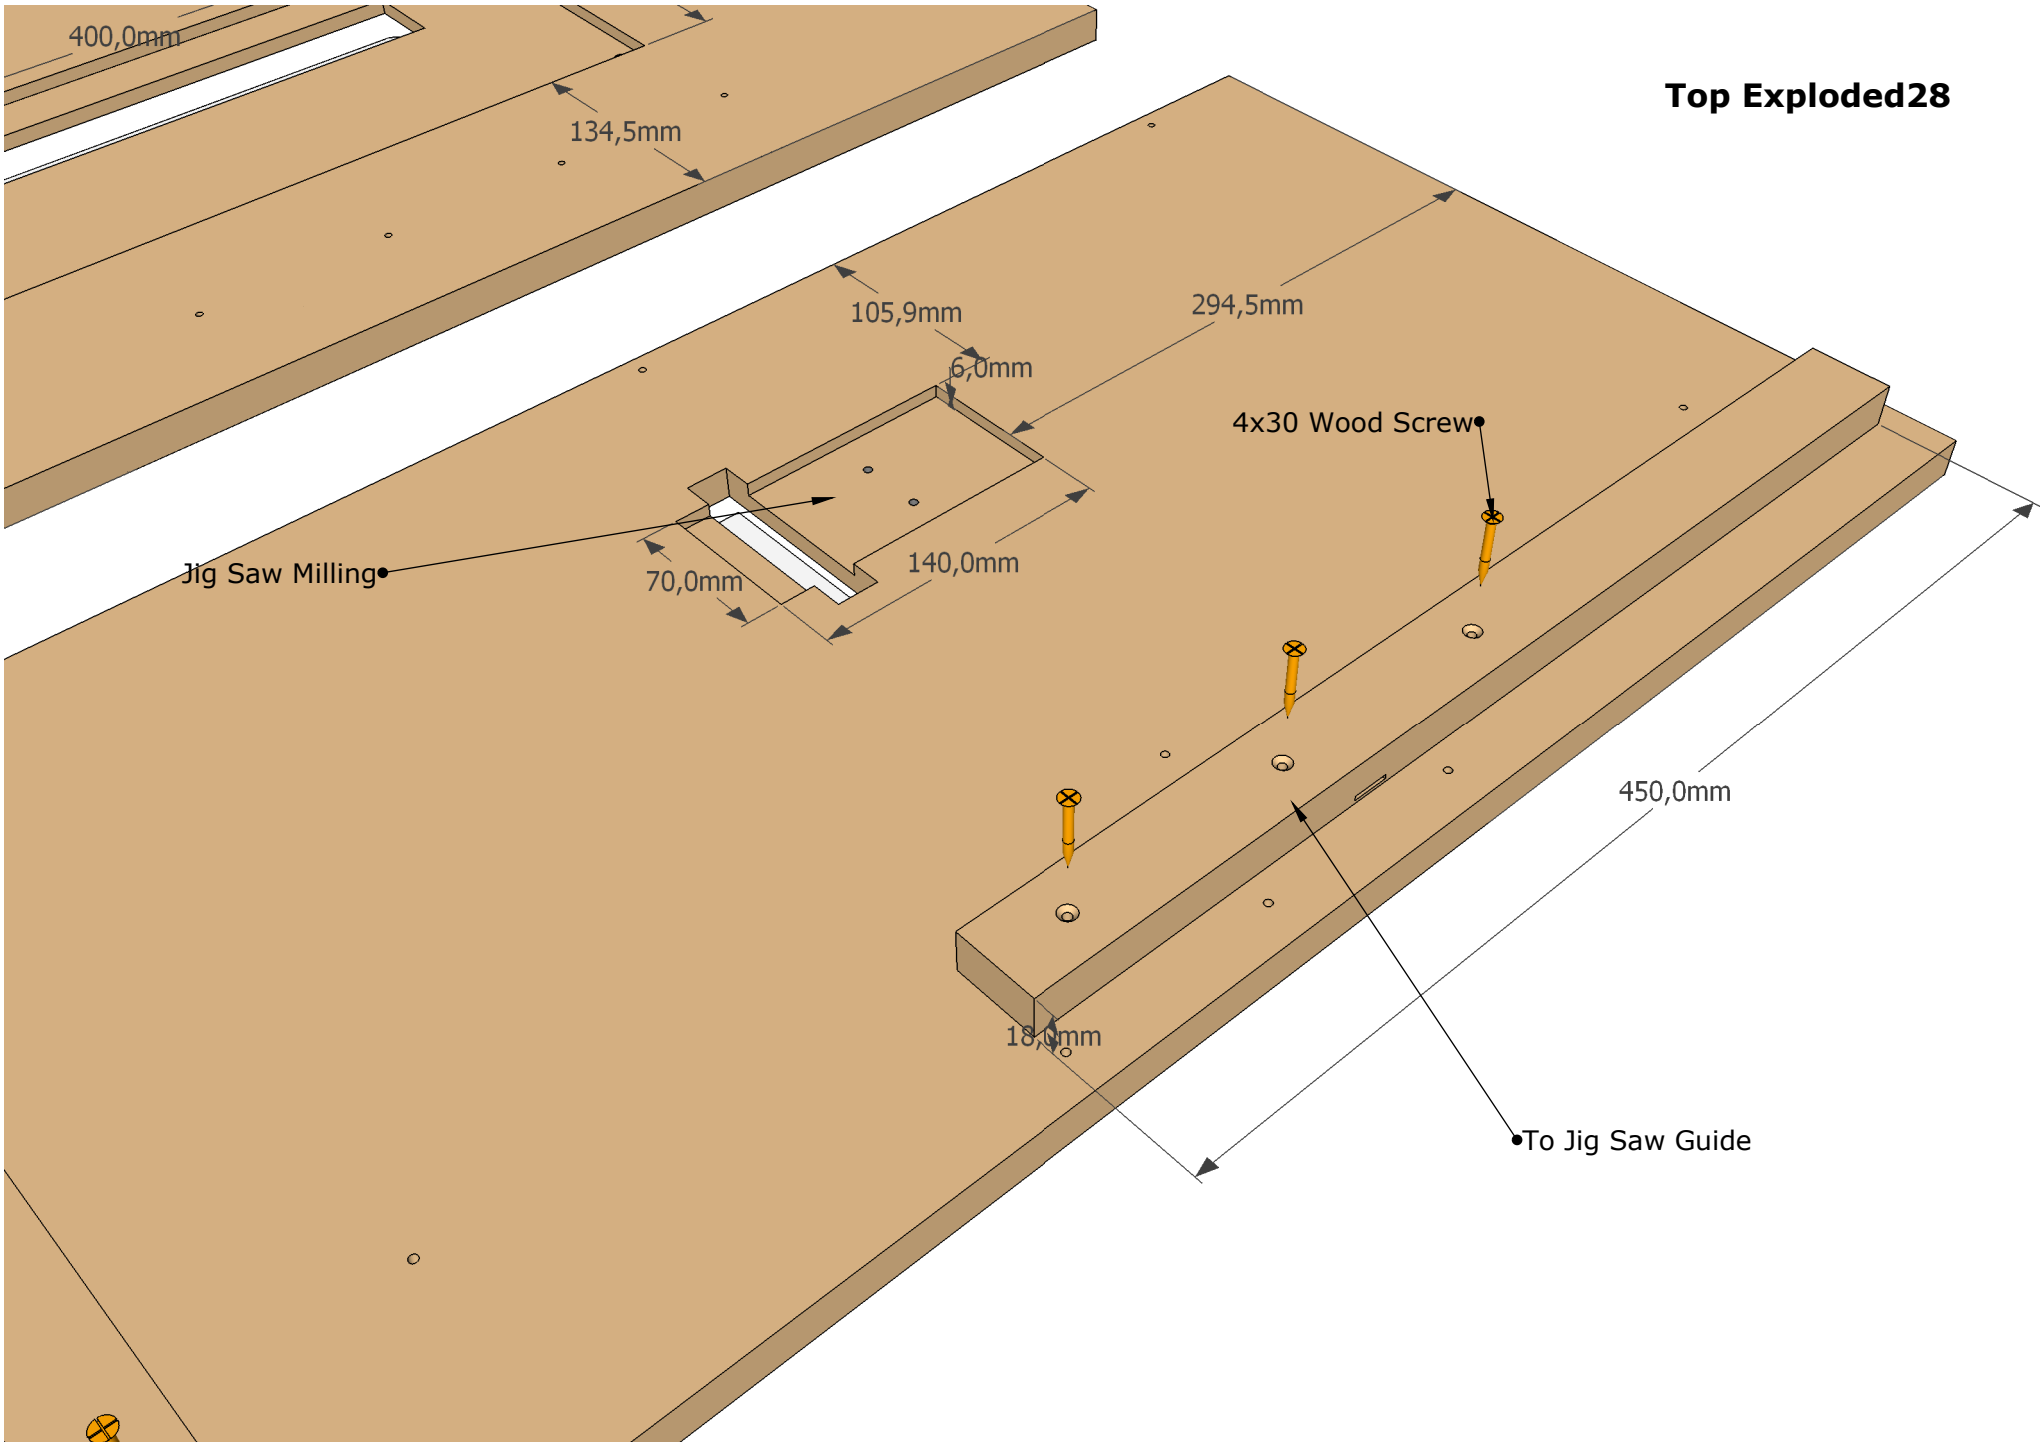 400,0mm
Top Exploded28
134,5mm
105,9mm
294,5mm
6,0mm
4x30 Wood Screw
Jig Saw Milling
70,0mm
140,0mm
450,0mm
18,0mm
To Jig Saw Guide